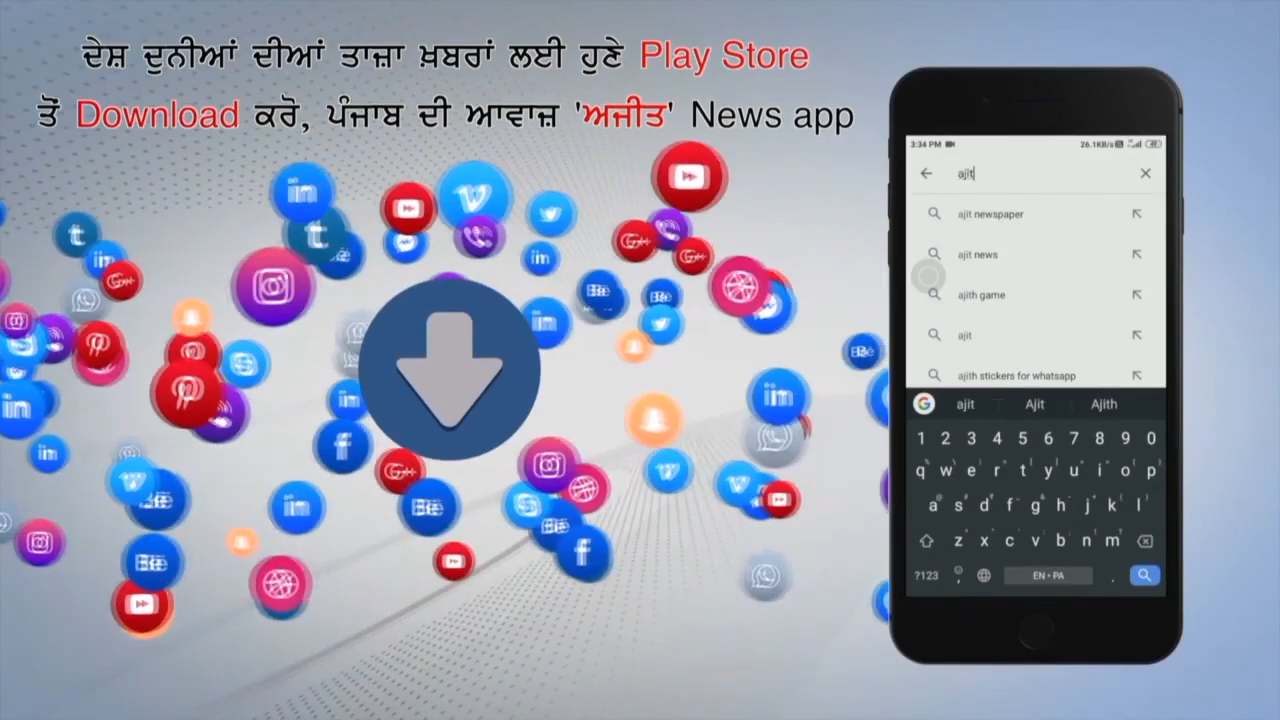 ਦੇਸ਼ ਦੁਨੀਆਂ ਦੀਆਂ ਤਾਜ਼ਾ ਖ਼ਬਰਾਂ ਲਈ ਹੁਣੇ Play Store
ਤੋਂ Download ਕਰੋ, ਪੰਜਾਬ ਦੀ ਆਵਾਜ਼ 'ਅਜੀਤ' News app
3:34 PM 26.1KB/s
ajit
ajit newspaper
ajit news
ajith game
ajit
ajith stickers for whatsapp
ajit Ajit Ajith
1 2 3 4 5 6 7 8 9 0
q w e r t y u i o p
a s d f g h j k l
z x c v b n m
?123 , EN • PA .